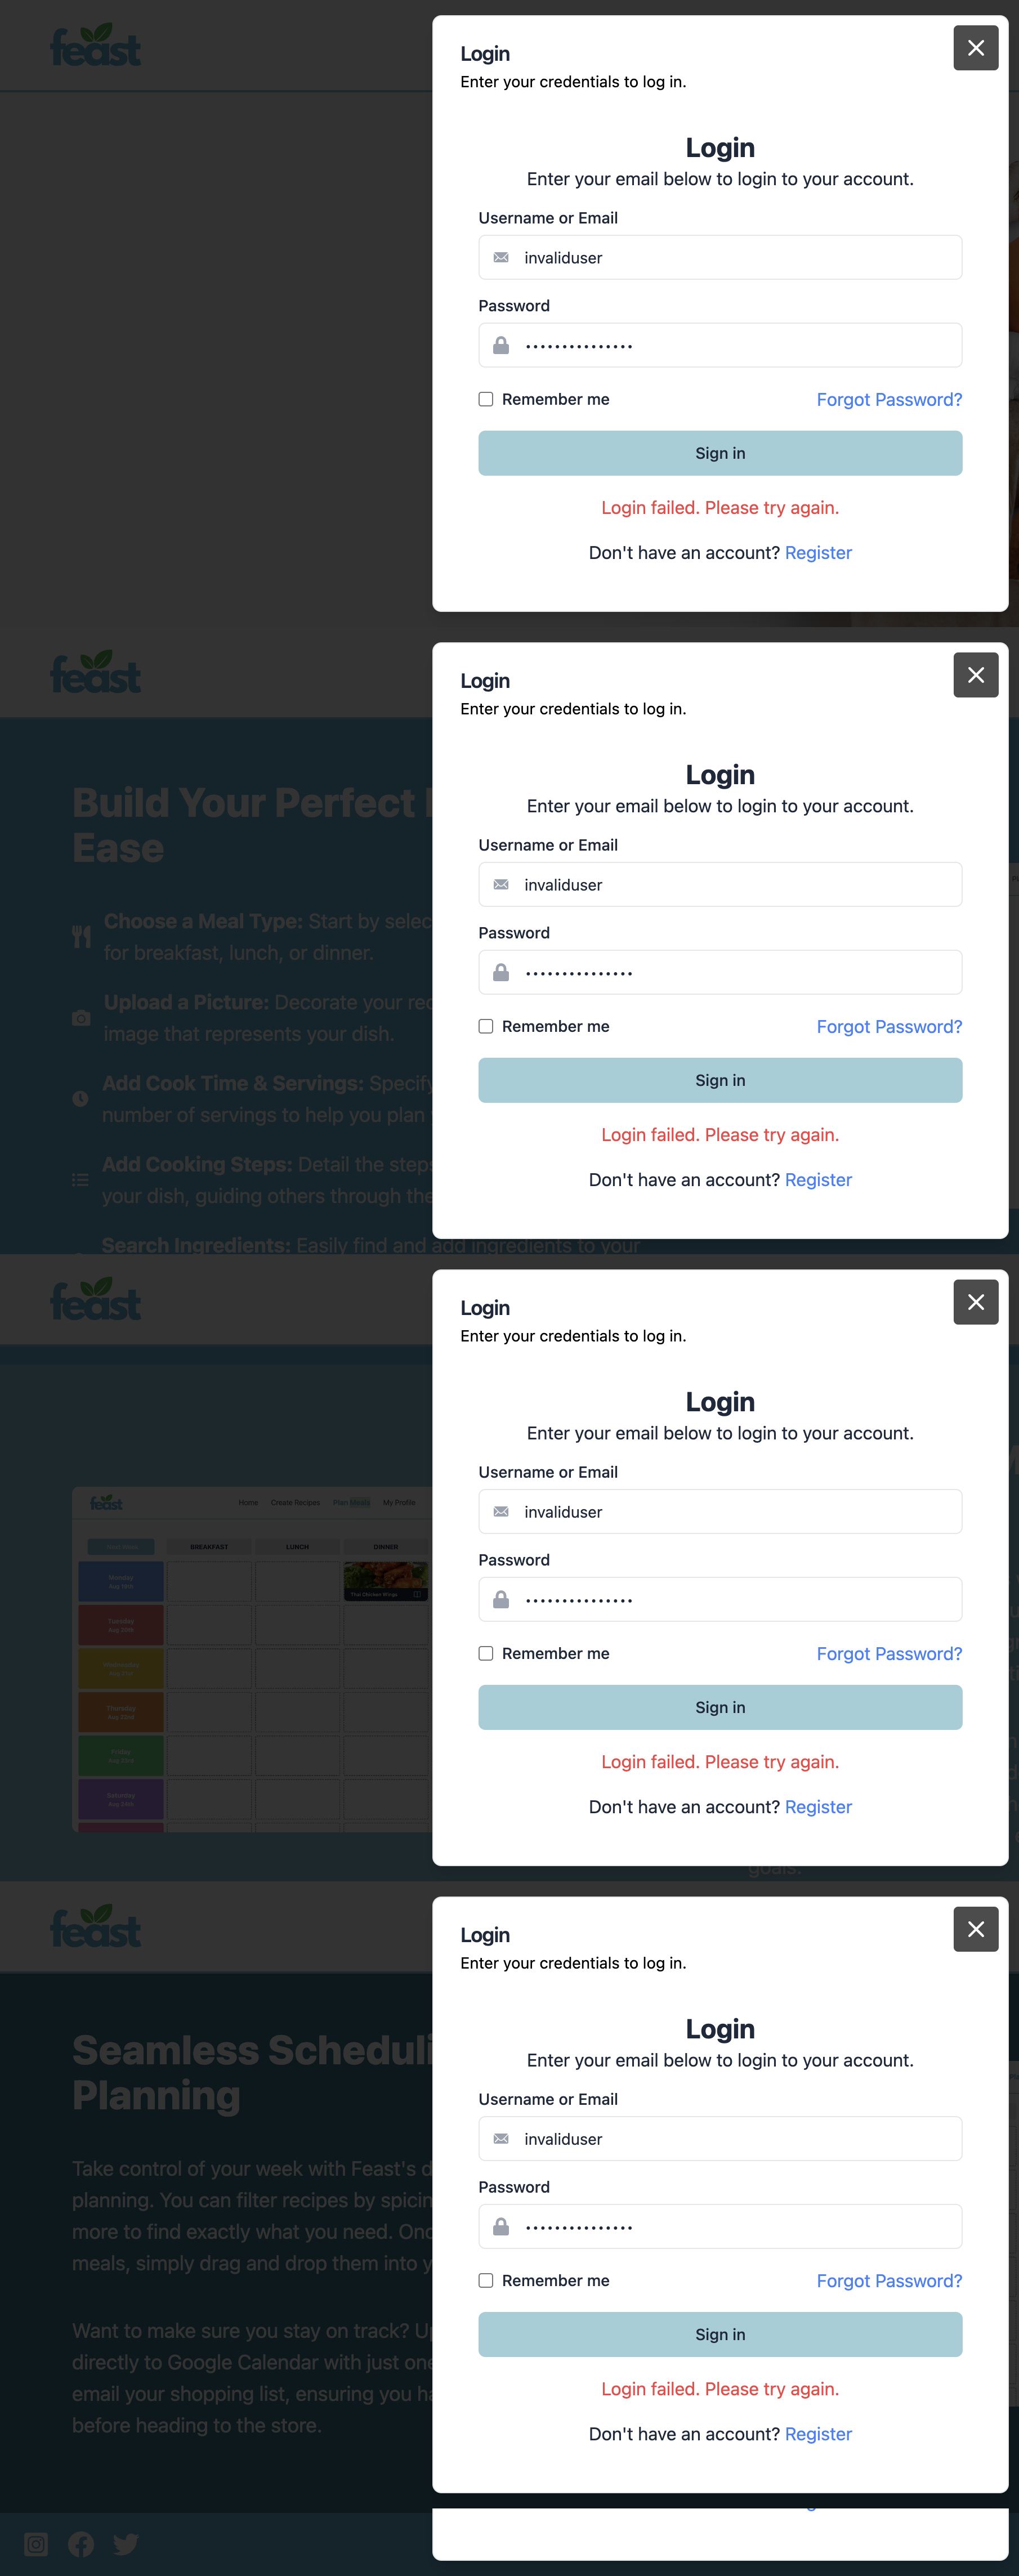 feast
Login
Enter your credentials to log in.
Login
Enter your email below to login to your account.
Username or Email
invaliduser
Password
Remember me
Forgot Password?
Sign in
Login failed. Please try again.
Don't have an account? Register
feast
Build Your Perfect
Ease
Choose a Meal Type: Start by selec
for breakfast, lunch, or dinner.
Upload a Picture: Decorate your rec
image that represents your dish.
Add Cook Time & Servings: Specify
number of servings to help you plan
Add Cooking Steps: Detail the steps
your dish, guiding others through the
Search Ingredients: Easily find and add ingredients to your
Login
Enter your credentials to log in.
Login
Enter your email below to login to your account.
Username or Email
invaliduser
Password
Remember me
Forgot Password?
Sign in
Login failed. Please try again.
Don't have an account? Register
feast
feast
Home Create Recipes Plan Meals My Profile
BREAKFAST LUNCH DINNER
Monday
Thai Chicken Wings
Tuesday
Wednesday
Thursday
Aug 22nd
Friday
Saturday
Login
Enter your credentials to log in.
Login
Enter your email below to login to your account.
Username or Email
invaliduser
Password
Remember me
Forgot Password?
Sign in
Login failed. Please try again.
Don't have an account? Register
goals.
feast
Seamless Scheduli
Planning
Take control of your week with Feast's d
planning. You can filter recipes by spicin
more to find exactly what you need. Onc
meals, simply drag and drop them into y
Want to make sure you stay on track? Up
directly to Google Calendar with just one
email your shopping list, ensuring you ha
before heading to the store.
Login
Enter your credentials to log in.
Login
Enter your email below to login to your account.
Username or Email
invaliduser
Password
Remember me
Forgot Password?
Sign in
Login failed. Please try again.
Don't have an account? Register